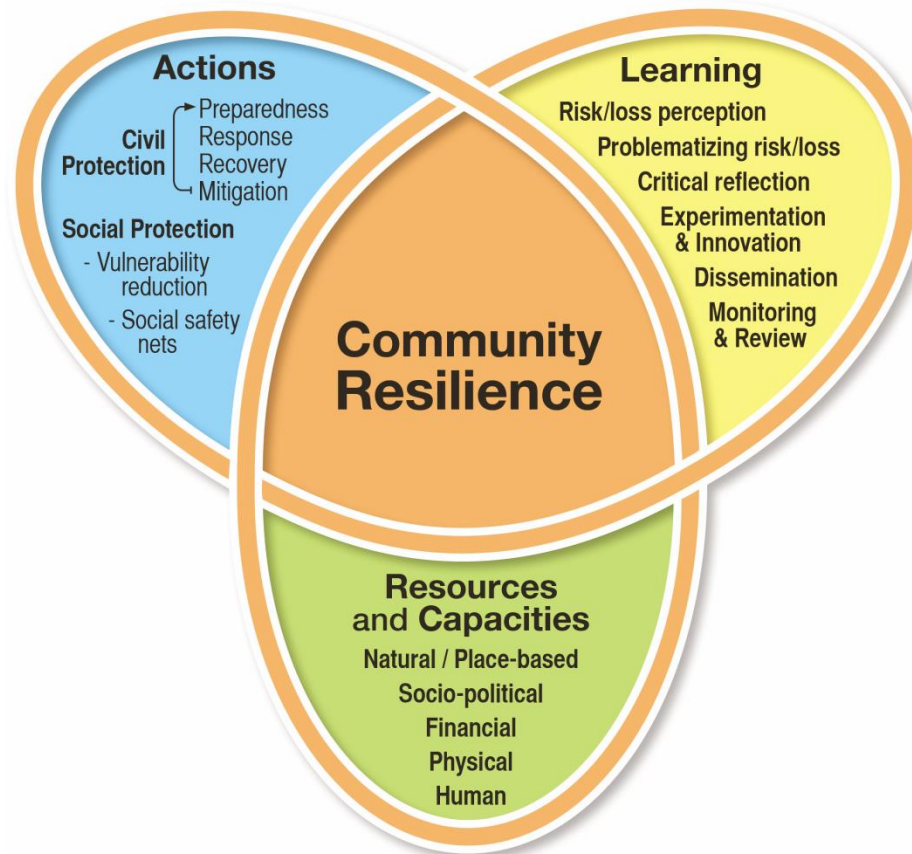 Actions
Civil
Protection
Preparedness
Response
Recovery
Mitigation
Social Protection
- Vulnerability
reduction
- Social safety
nets
Learning
Risk/loss perception
Problematizing risk/loss
Critical reflection
Experimentation
& Innovation
Dissemination
Monitoring
& Review
Community
Resilience
Resources
and Capacities
Natural / Place-based
Socio-political
Financial
Physical
Human